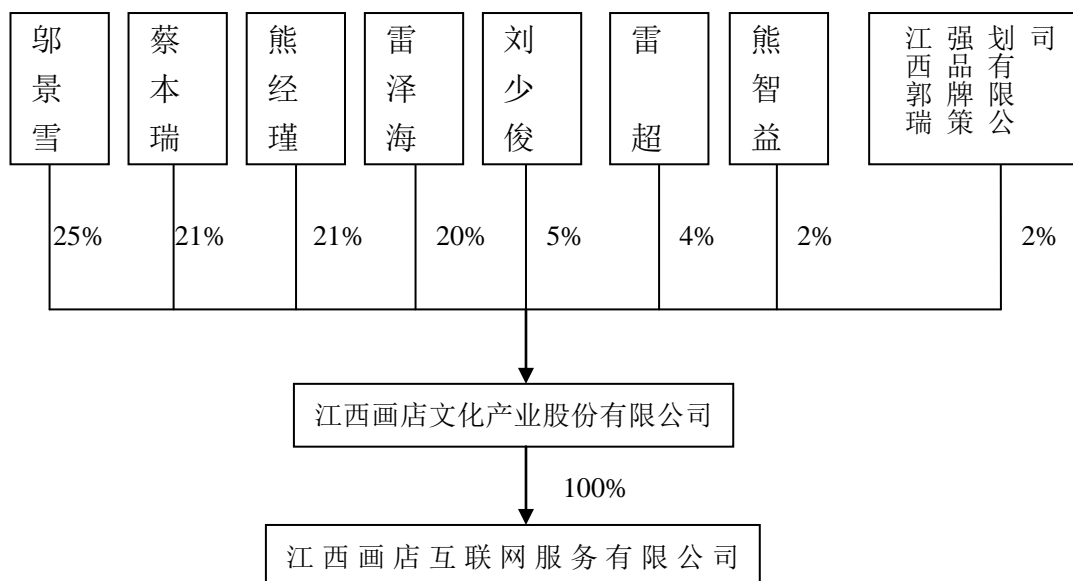 邬景雪
蔡本瑞
熊经瑾
雷泽海
刘少俊
雷超
熊智益
江西郭瑞
强品牌策
划有限公
司
25%
21%
21%
20%
5%
4%
2%
2%
江西画店文化产业股份有限公司
100%
江西画店互联网服务有限公司